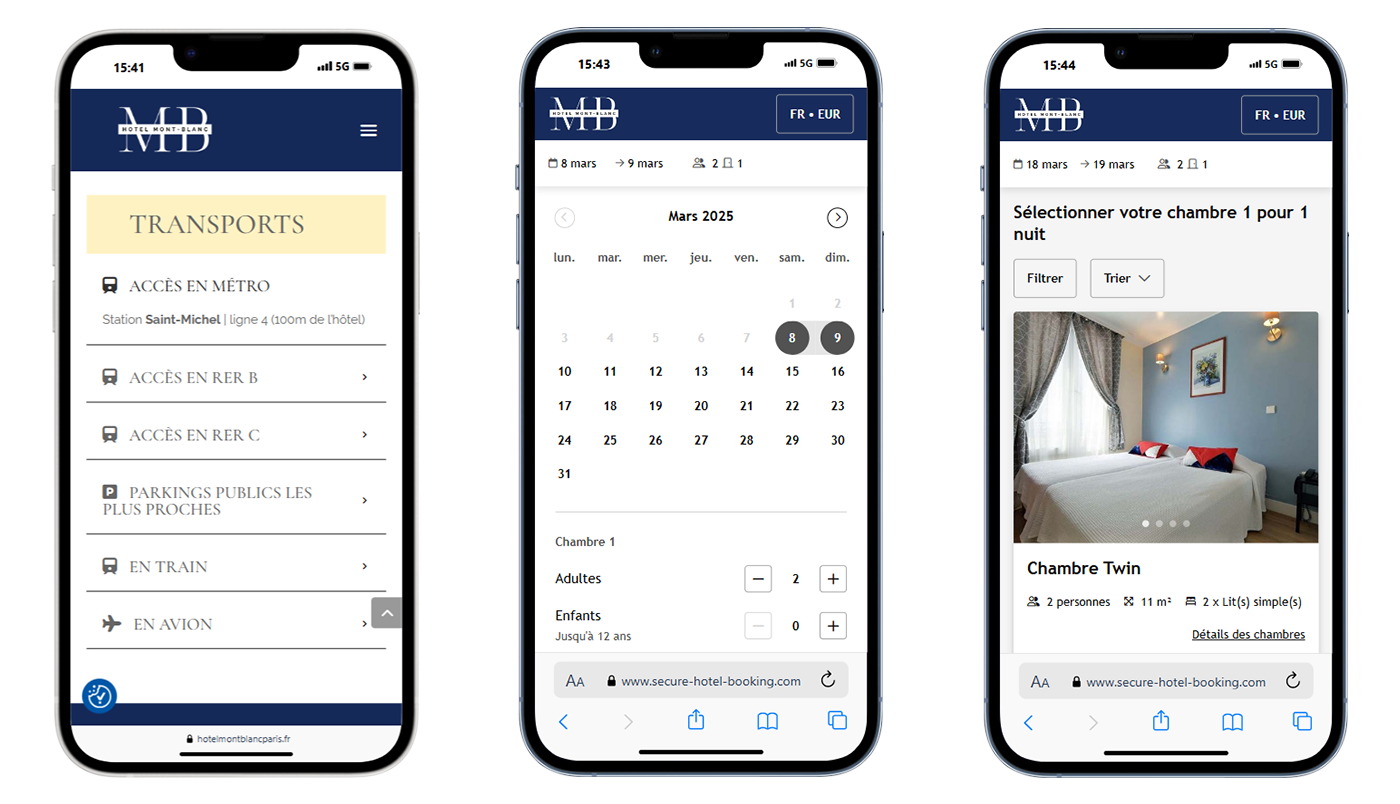 15:41
5G
MB
HOTEL MONT-BLANC
TRANSPORTS
ACCÈS EN MÉTRO
Station Saint-Michel | ligne 4 (100m de l'hôtel)
ACCÈS EN RER B
ACCÈS EN RER C
P PARKINGS PUBLICS LES
PLUS PROCHES
EN TRAIN
EN AVION
hotelmontblancparis.fr
15:43
5G
MB
HOTEL MONT-BLANC
FR • EUR
8 mars → 9 mars 2 1
Mars 2025
lun. mar. mer. jeu. ven. sam. dim.
1 2
3 4 5 6 7 8 9
10 11 12 13 14 15 16
17 18 19 20 21 22 23
24 25 26 27 28 29 30
31
Chambre 1
Adultes − 2 +
Enfants − 0 +
Jusqu'à 12 ans
AA www.secure-hotel-booking.com
15:44
5G
MB
HOTEL MONT-BLANC
FR • EUR
18 mars → 19 mars 2 1
Sélectionner votre chambre 1 pour 1
nuit
Filtrer Trier
Chambre Twin
2 personnes 11 m² 2 x Lit(s) simple(s)
Détails des chambres
AA www.secure-hotel-booking.com